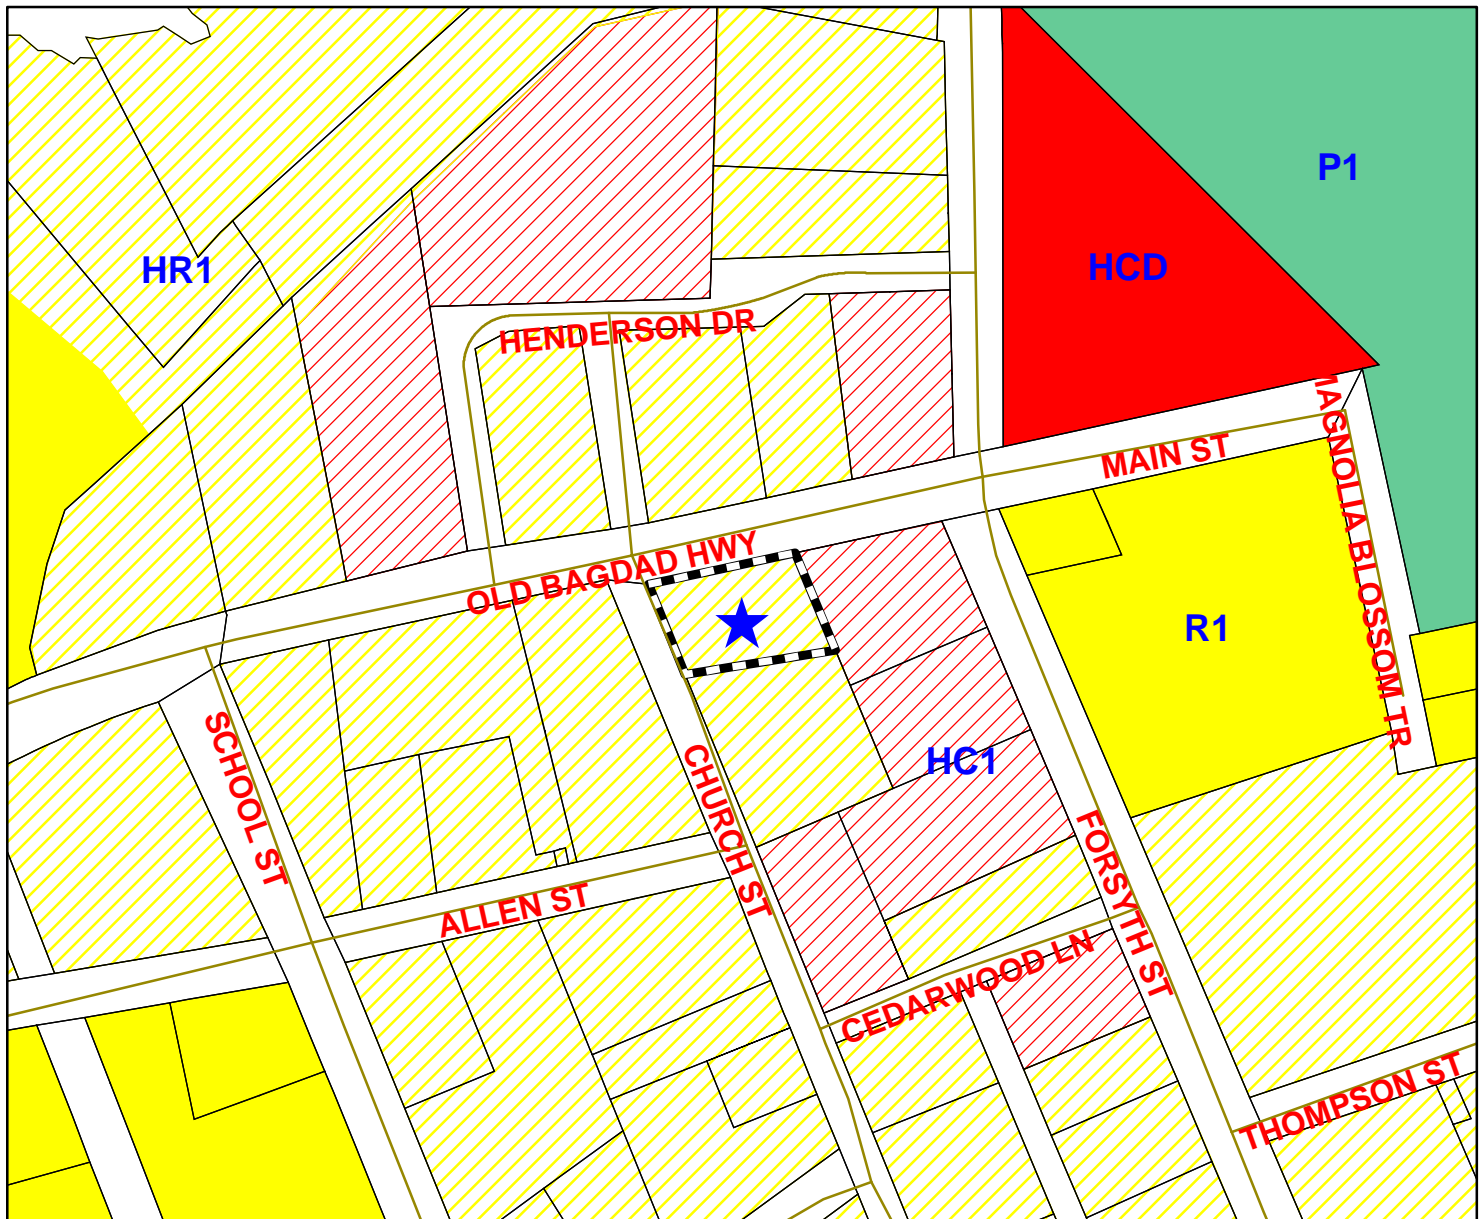 P1
HCD
HR1
HENDERSON DR
MAIN ST
MAGNOLIA BLOSSOM TR
OLD BAGDAD HWY
R1
SCHOOL ST
CHURCH ST
HC1
FORSYTH ST
ALLEN ST
CEDARWOOD LN
THOMPSON ST